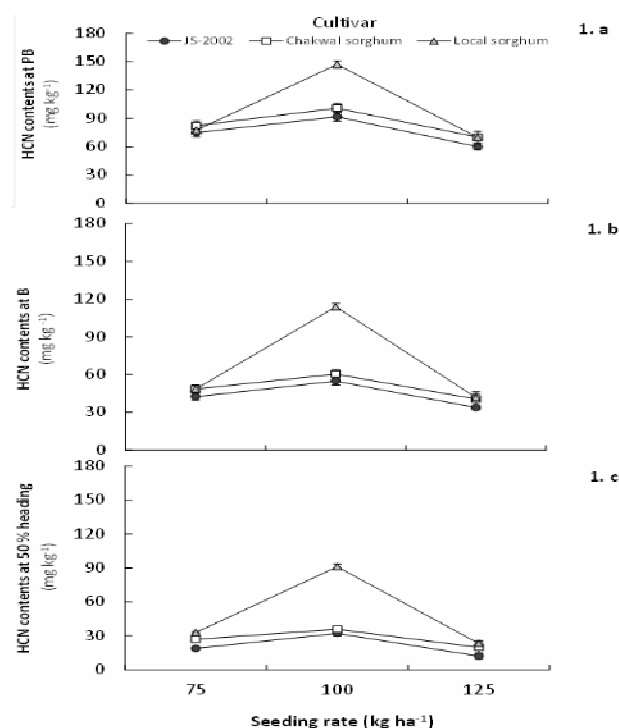 Cultivar
1. a
JS-2002 Chakwal sorghum Local sorghum
HCN contents at PB
(mg kg⁻¹)
180
150
120
90
60
30
0
1. b
HCN contents at B
(mg kg⁻¹)
180
150
120
90
60
30
0
1. c
HCN contents at 50% heading
(mg kg⁻¹)
180
150
120
90
60
30
0
75 100 125
Seeding rate (kg ha⁻¹)